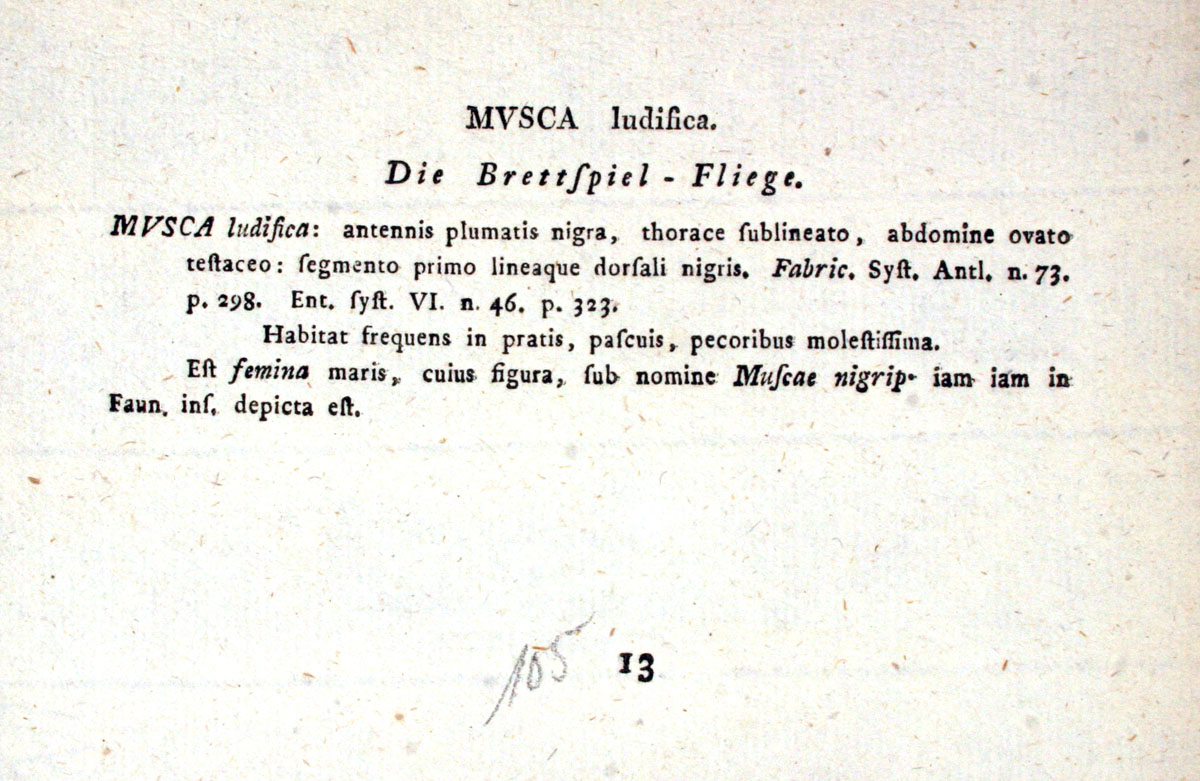 MVSCA ludifica.
Die Brettſpiel - Fliege.
MVSCA ludifica: antennis plumatis nigra, thorace ſublineato, abdomine ovato
teſtaceo: ſegmento primo lineaque dorſali nigris. Fabric. Syſt. Antl. n. 73.
p. 298. Ent. ſyſt. VI. n. 46. p. 323.
Habitat frequens in pratis, paſcuis, pecoribus moleſtiſſima.
Eſt femina maris, cuius figura, ſub nomine Muſcae nigrip. iam iam in
Faun. inſ. depicta eſt.
105
13